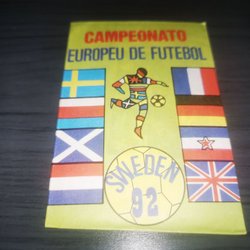 CAMPEONATO
EUROPEU DE FUTEBOL
SWEDEN
92